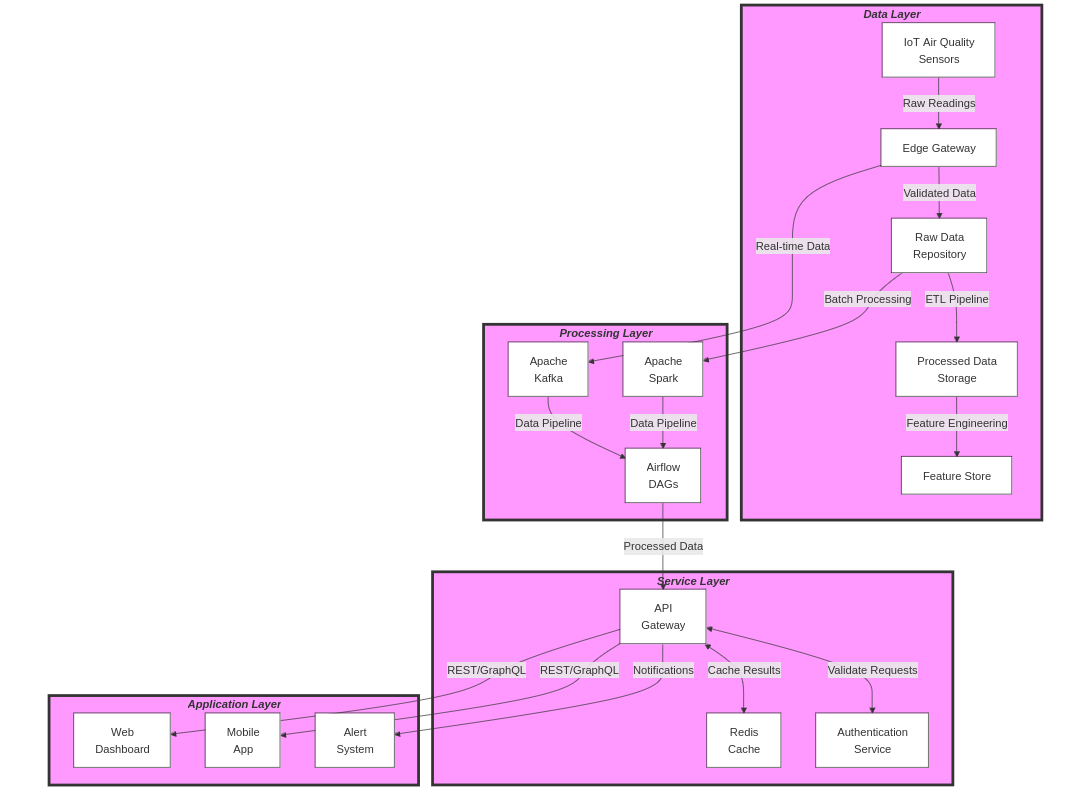 Data Layer
IoT Air Quality
Sensors
Raw Readings
Edge Gateway
Validated Data
Raw Data
Repository
Real-time Data
Batch Processing
ETL Pipeline
Processed Data
Storage
Feature Engineering
Feature Store
Processing Layer
Apache
Kafka
Apache
Spark
Data Pipeline
Data Pipeline
Airflow
DAGs
Processed Data
Service Layer
API
Gateway
REST/GraphQL
REST/GraphQL
Notifications
Cache Results
Validate Requests
Redis
Cache
Authentication
Service
Application Layer
Web
Dashboard
Mobile
App
Alert
System